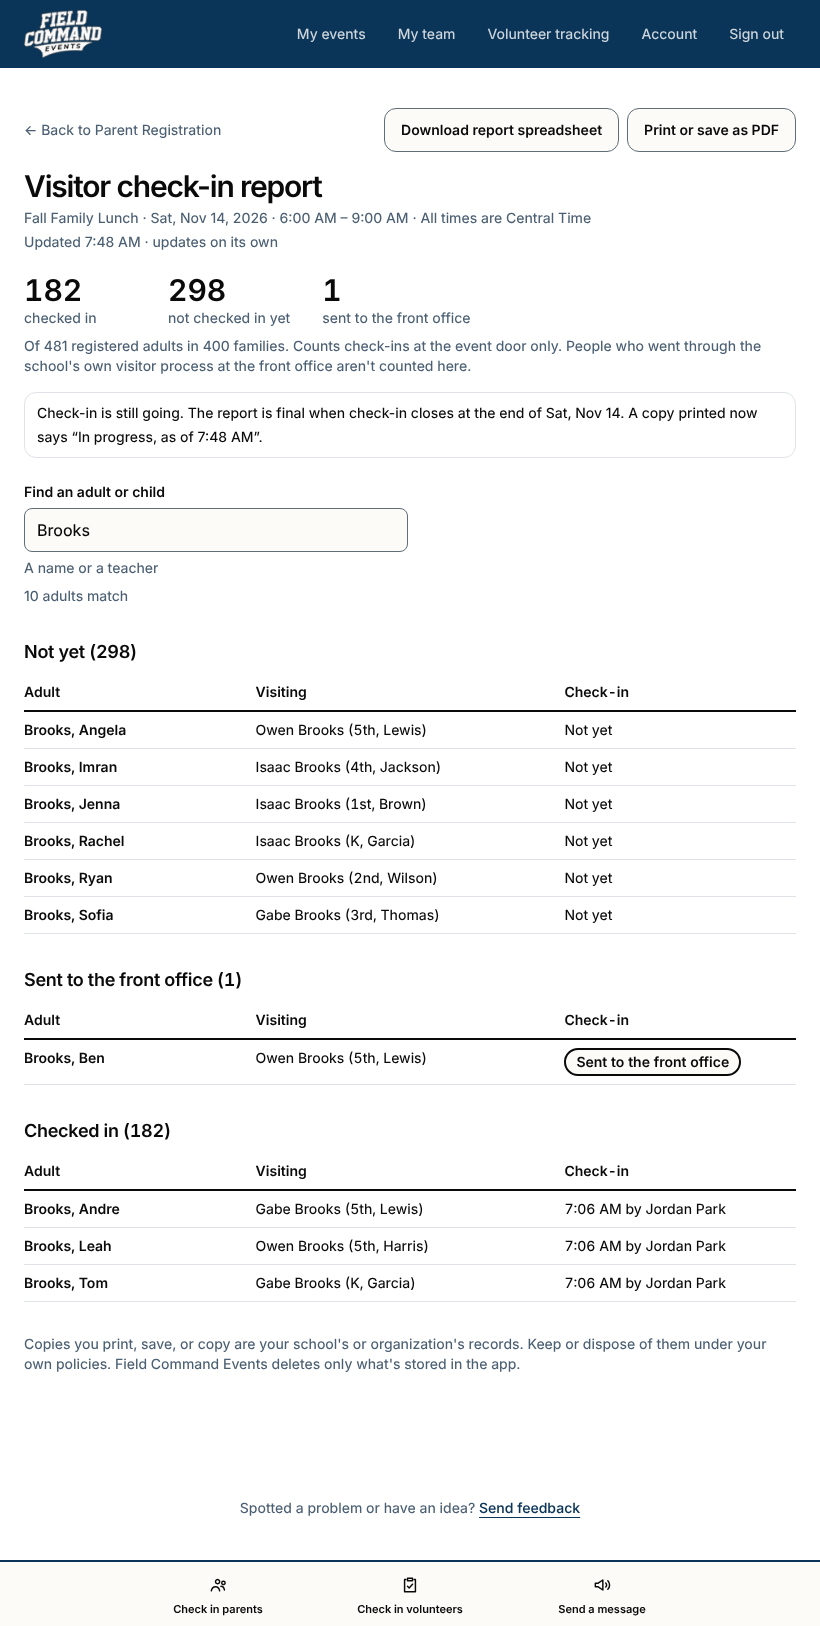 FIELD
COMMAND
EVENTS
My events
My team
Volunteer tracking
Account
Sign out
← Back to Parent Registration
Download report spreadsheet
Print or save as PDF
Visitor check-in report
Fall Family Lunch · Sat, Nov 14, 2026 · 6:00 AM – 9:00 AM · All times are Central Time
Updated 7:48 AM · updates on its own
182
checked in
298
not checked in yet
1
sent to the front office
Of 481 registered adults in 400 families. Counts check-ins at the event door only. People who went through the
school's own visitor process at the front office aren't counted here.
Check-in is still going. The report is final when check-in closes at the end of Sat, Nov 14. A copy printed now
says “In progress, as of 7:48 AM”.
Find an adult or child
Brooks
A name or a teacher
10 adults match
Not yet (298)
Adult Visiting Check-in
Brooks, Angela Owen Brooks (5th, Lewis) Not yet
Brooks, Imran Isaac Brooks (4th, Jackson) Not yet
Brooks, Jenna Isaac Brooks (1st, Brown) Not yet
Brooks, Rachel Isaac Brooks (K, Garcia) Not yet
Brooks, Ryan Owen Brooks (2nd, Wilson) Not yet
Brooks, Sofia Gabe Brooks (3rd, Thomas) Not yet
Sent to the front office (1)
Adult Visiting Check-in
Brooks, Ben Owen Brooks (5th, Lewis) Sent to the front office
Checked in (182)
Adult Visiting Check-in
Brooks, Andre Gabe Brooks (5th, Lewis) 7:06 AM by Jordan Park
Brooks, Leah Owen Brooks (5th, Harris) 7:06 AM by Jordan Park
Brooks, Tom Gabe Brooks (K, Garcia) 7:06 AM by Jordan Park
Copies you print, save, or copy are your school's or organization's records. Keep or dispose of them under your
own policies. Field Command Events deletes only what's stored in the app.
Spotted a problem or have an idea? Send feedback
Check in parents
Check in volunteers
Send a message